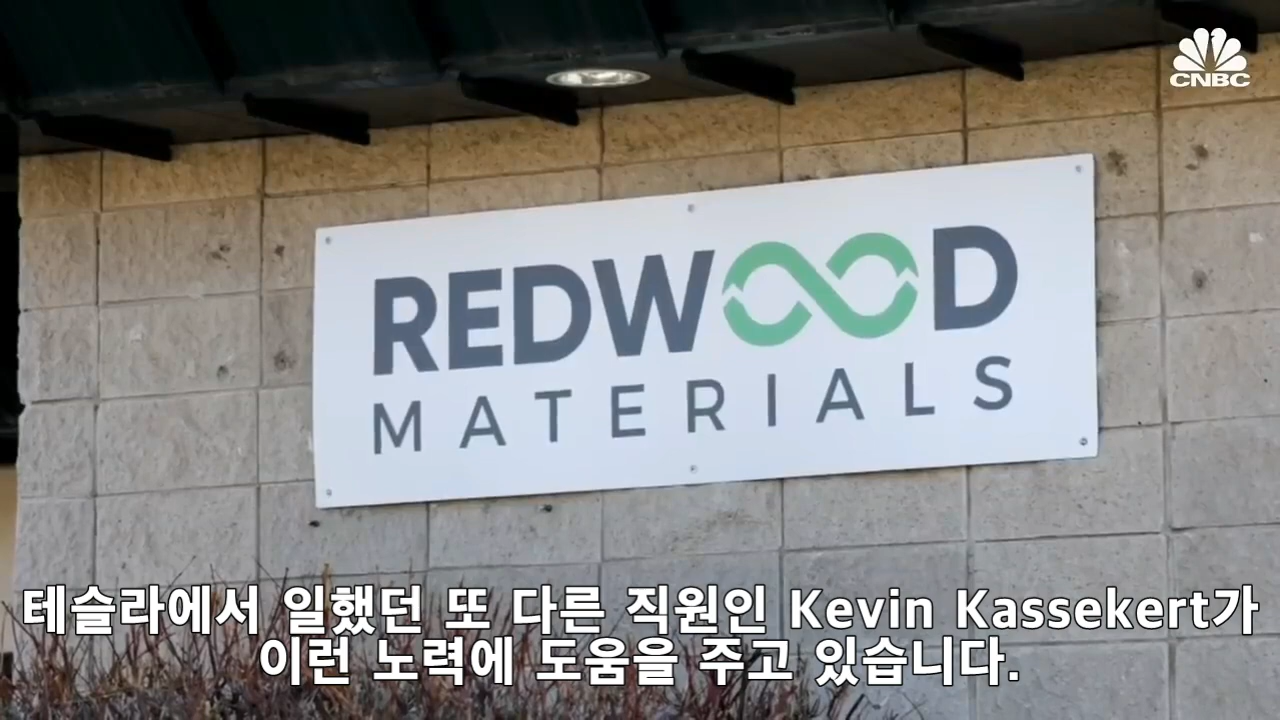 CNBC
REDWOOD
MATERIALS
테슬라에서 일했던 또 다른 직원인 Kevin Kassekert가
이런 노력에 도움을 주고 있습니다.